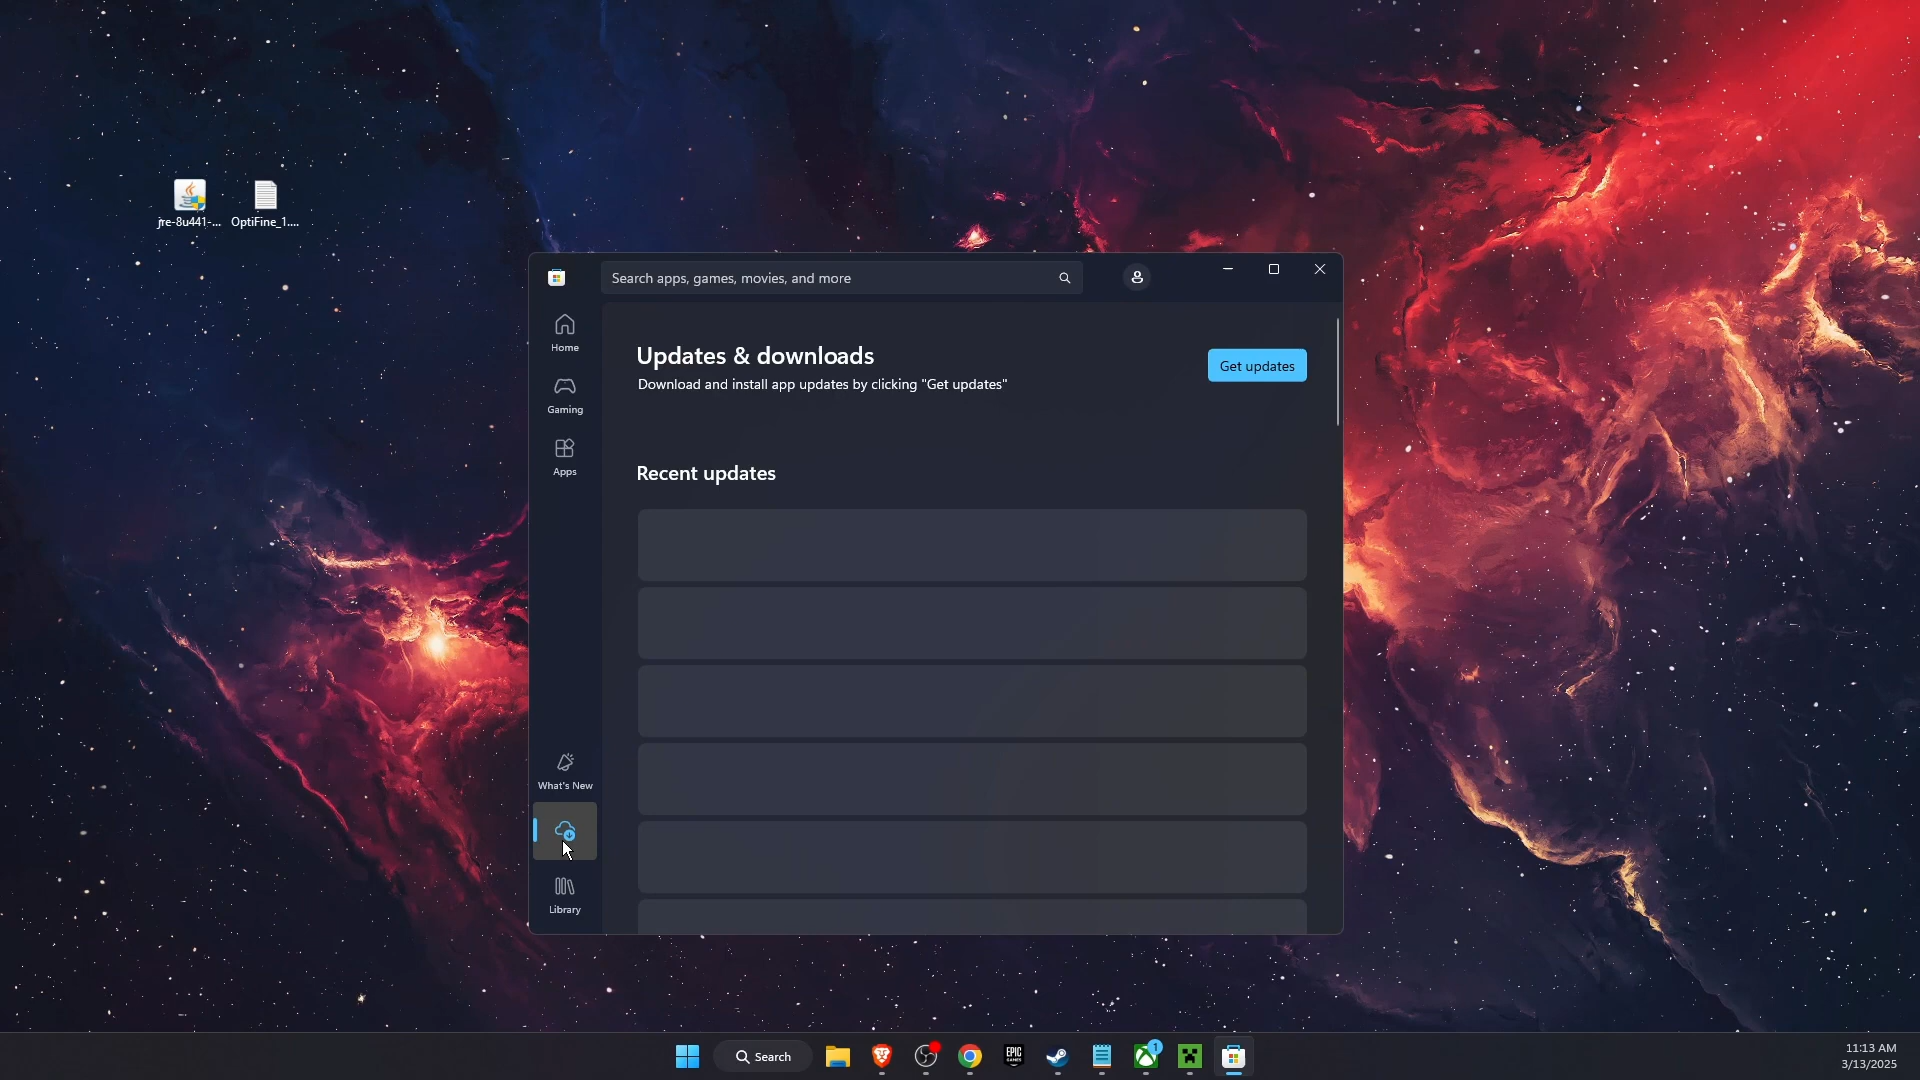 jre-8u441-...
OptiFine_1....
Search apps, games, movies, and more
Home
Gaming
Apps
What's New
Library
Updates & downloads
Download and install app updates by clicking "Get updates"
Get updates
Recent updates
Search
EPIC
GAMES
1
11:13 AM
3/13/2025